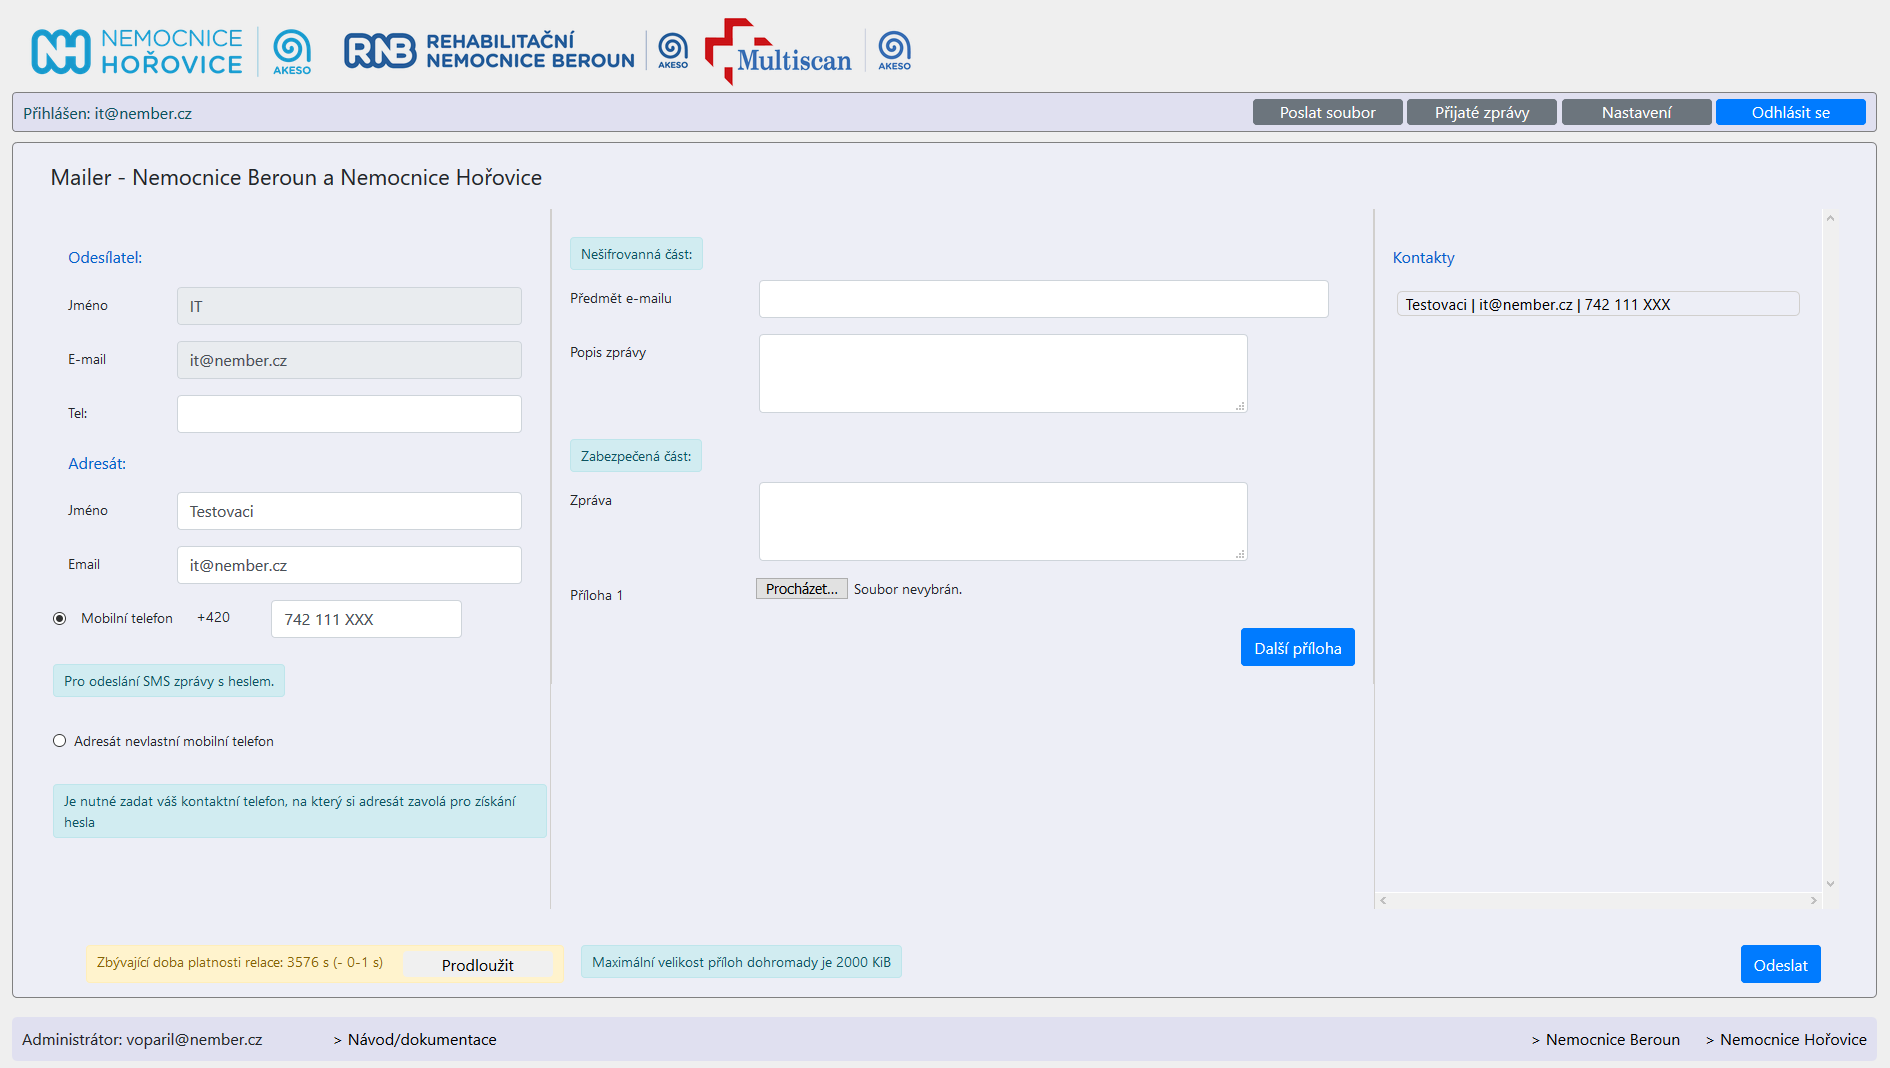 NEMOCNICE
HOŘOVICE
AKESO
RNB
REHABILITAČNÍ
NEMOCNICE BEROUN
AKESO
Multiscan
AKESO
Přihlášen: it@nember.cz
Poslat soubor
Přijaté zprávy
Nastavení
Odhlásit se
Mailer - Nemocnice Beroun a Nemocnice Hořovice
Odesílatel:
Jméno
IT
E-mail
it@nember.cz
Tel:
Adresát:
Jméno
Testovaci
Email
it@nember.cz
Mobilní telefon +420 742 111 XXX
Pro odeslání SMS zprávy s heslem.
Adresát nevlastní mobilní telefon
Je nutné zadat váš kontaktní telefon, na který si adresát zavolá pro získání
hesla
Nešifrovanná část:
Předmět e-mailu
Popis zprávy
Zabezpečená část:
Zpráva
Příloha 1
Procházet... Soubor nevybrán.
Další příloha
Kontakty
Testovaci | it@nember.cz | 742 111 XXX
Zbývající doba platnosti relace: 3576 s (- 0-1 s)
Prodloužit
Maximální velikost příloh dohromady je 2000 KiB
Odeslat
Administrátor: voparil@nember.cz
> Návod/dokumentace
> Nemocnice Beroun
> Nemocnice Hořovice